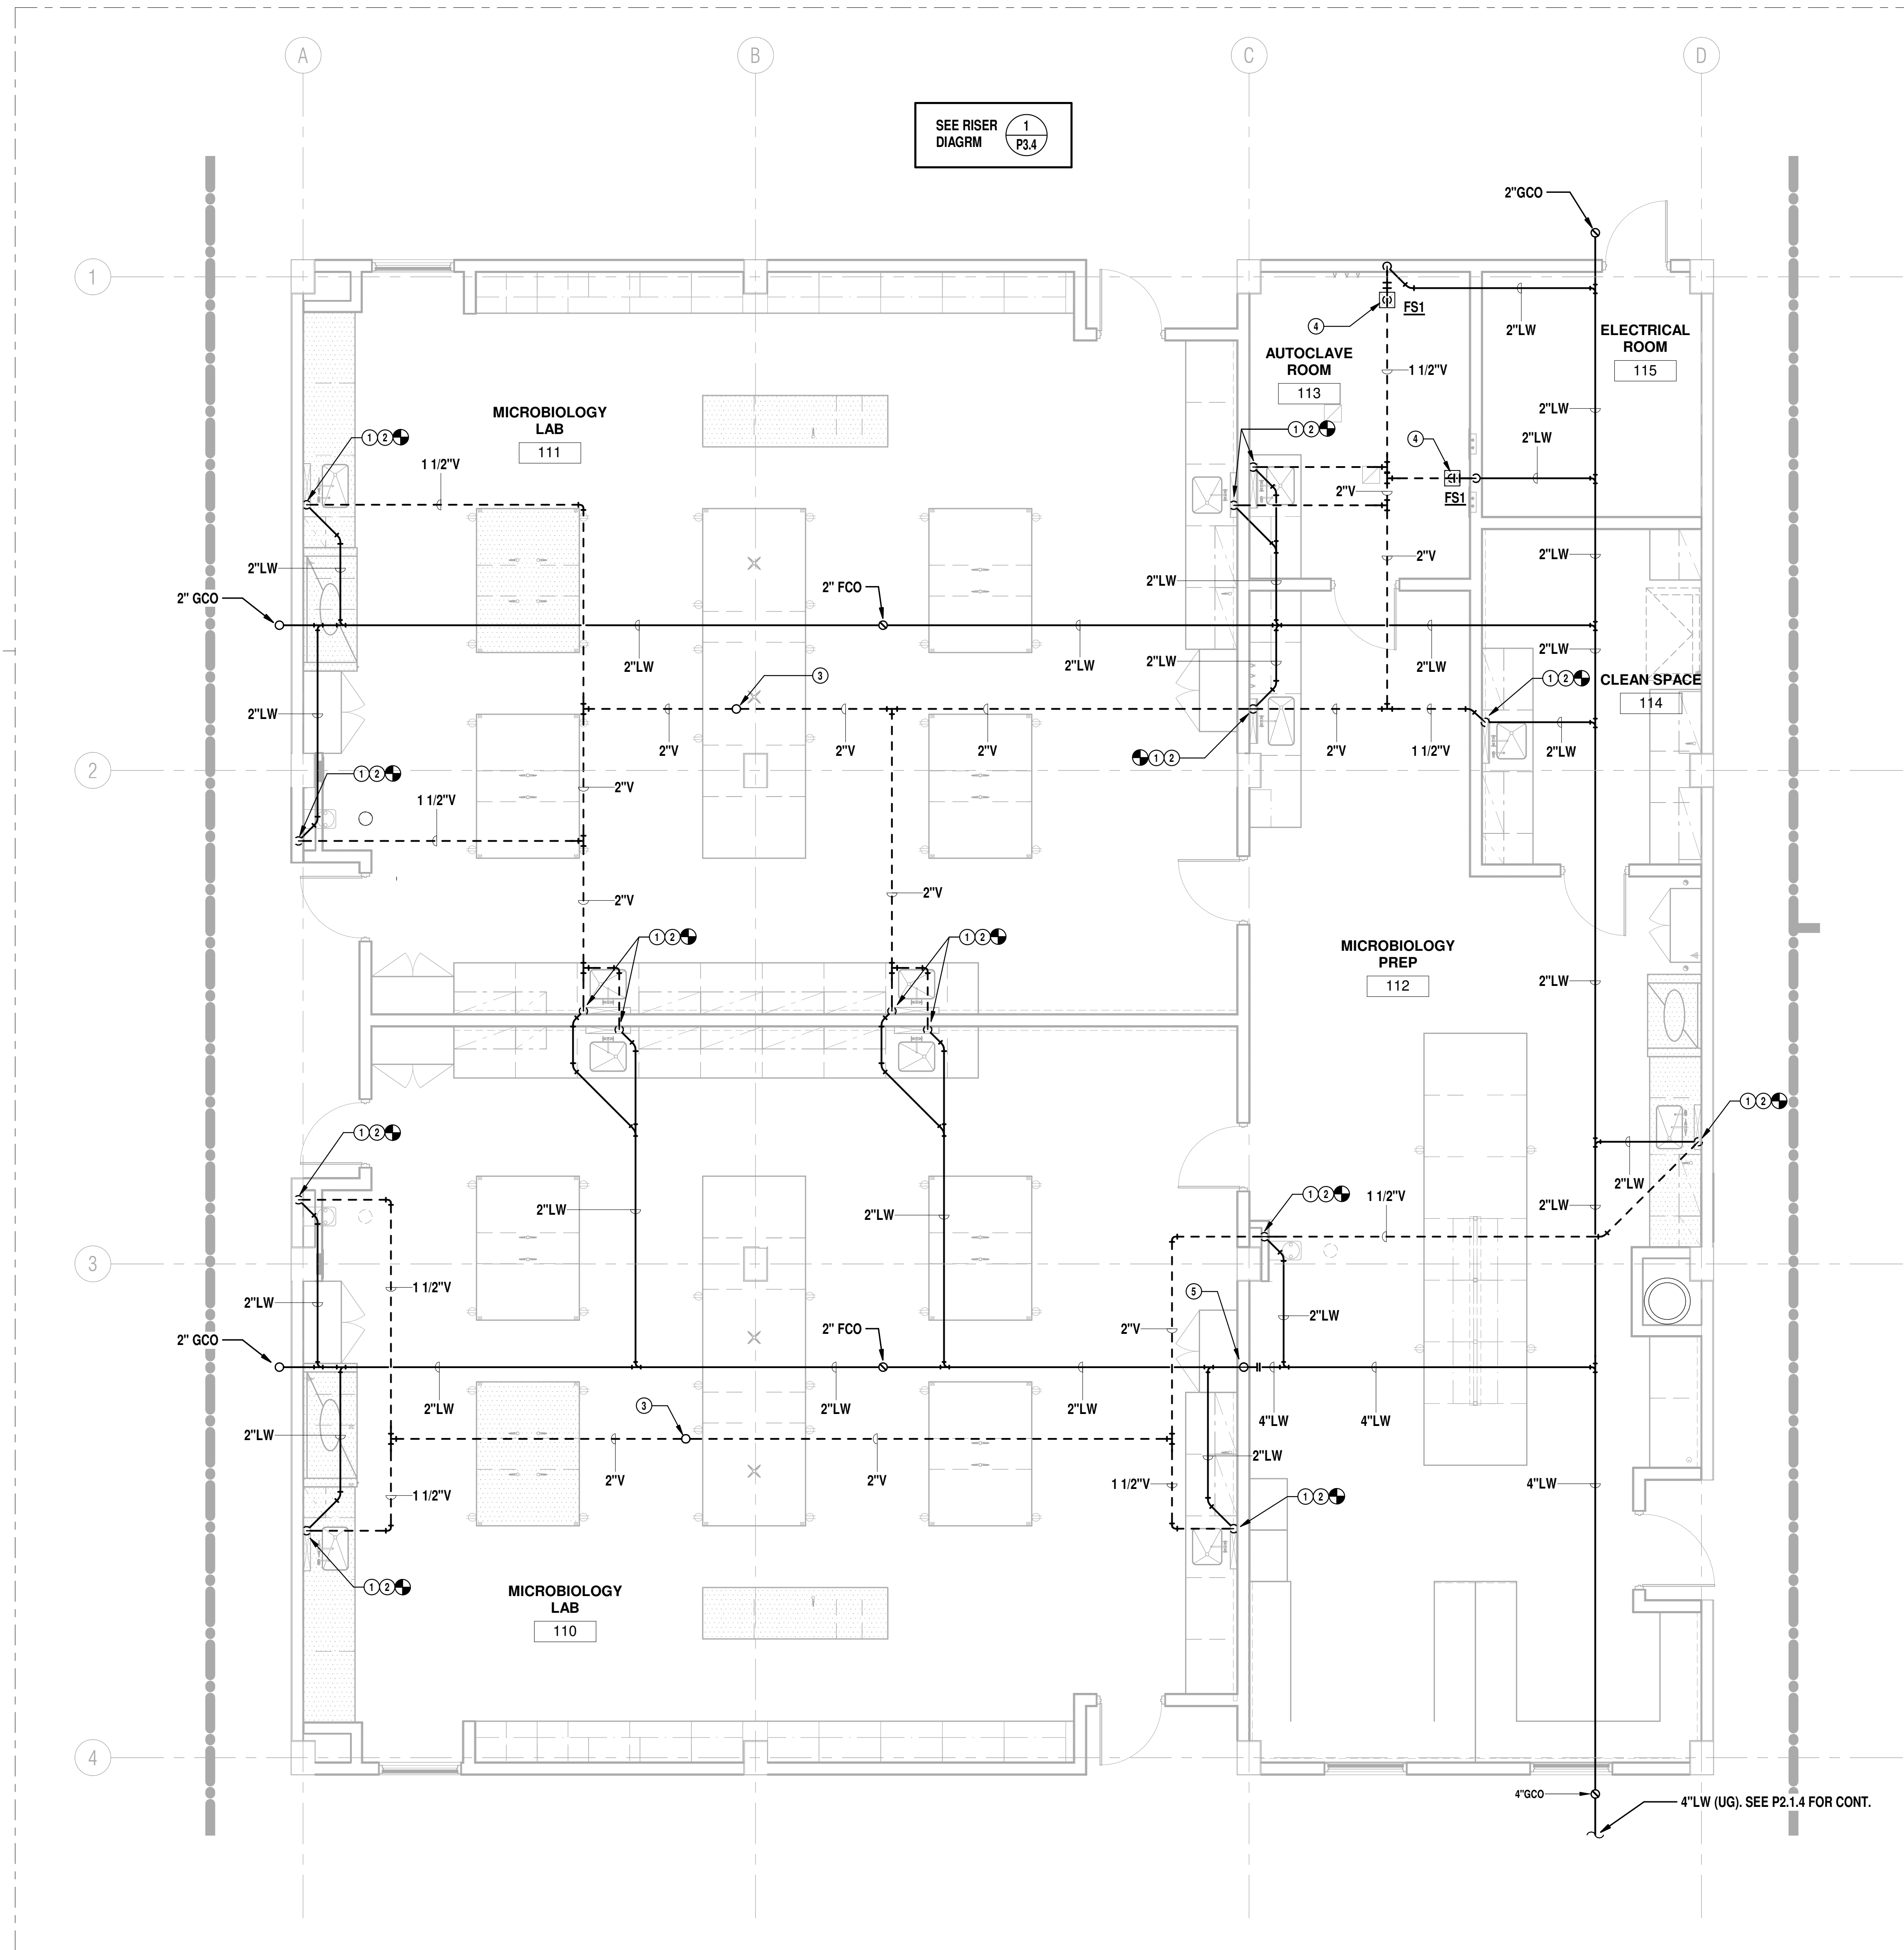 A
B
C
D
SEE RISER
DIAGRM
1
P3.4
2"GCO
1
FS1
4
2"LW
ELECTRICAL
ROOM
115
AUTOCLAVE
ROOM
113
1 1/2"V
MICROBIOLOGY
LAB
111
2"LW
1 2
1 2
4
2"LW
1 1/2"V
2"V
FS1
2"LW
2"V
2"LW
2"LW
2" GCO
2" FCO
2"LW
2"LW
2"LW
2"LW
2"LW
3
1 2
CLEAN SPACE
114
2"LW
2"V
2"V
2"V
2"V
1 1/2"V
2"LW
1 2
2
1 2
2"V
1 1/2"V
2"V
2"V
1 2
1 2
MICROBIOLOGY
PREP
112
2"LW
1 2
1 2
2"LW
1 2
1 1/2"V
2"LW
2"LW
2"LW
3
1 1/2"V
5
2"LW
2"LW
2" GCO
2" FCO
2"V
2"LW
2"LW
2"LW
4"LW
4"LW
3
2"LW
2"LW
2"V
2"V
1 1/2"V
4"LW
1 1/2"V
1 2
1 2
MICROBIOLOGY
LAB
110
4
4"GCO
4"LW (UG). SEE P2.1.4 FOR CONT.